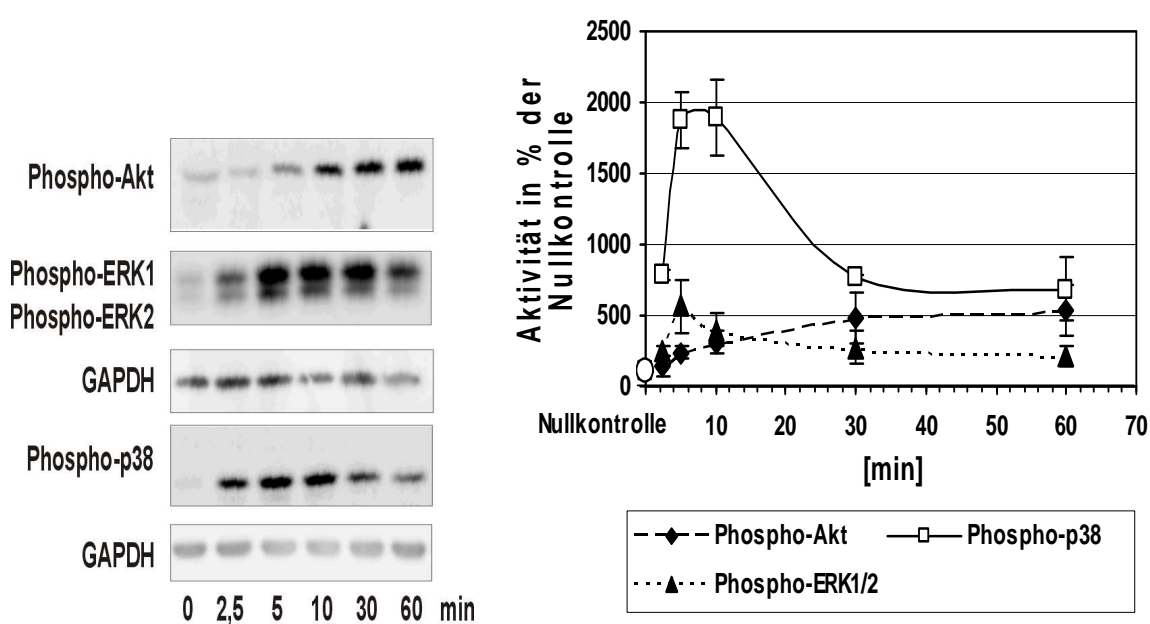 Phospho-Akt
Phospho-ERK1
Phospho-ERK2
GAPDH
Phospho-p38
GAPDH
0 2,5 5 10 30 60 min
Aktivität in % der
Nullkontrolle
2500
2000
1500
1000
500
0
Nullkontrolle 10 20 30 40 50 60 70
[min]
Phospho-Akt Phospho-p38
Phospho-ERK1/2